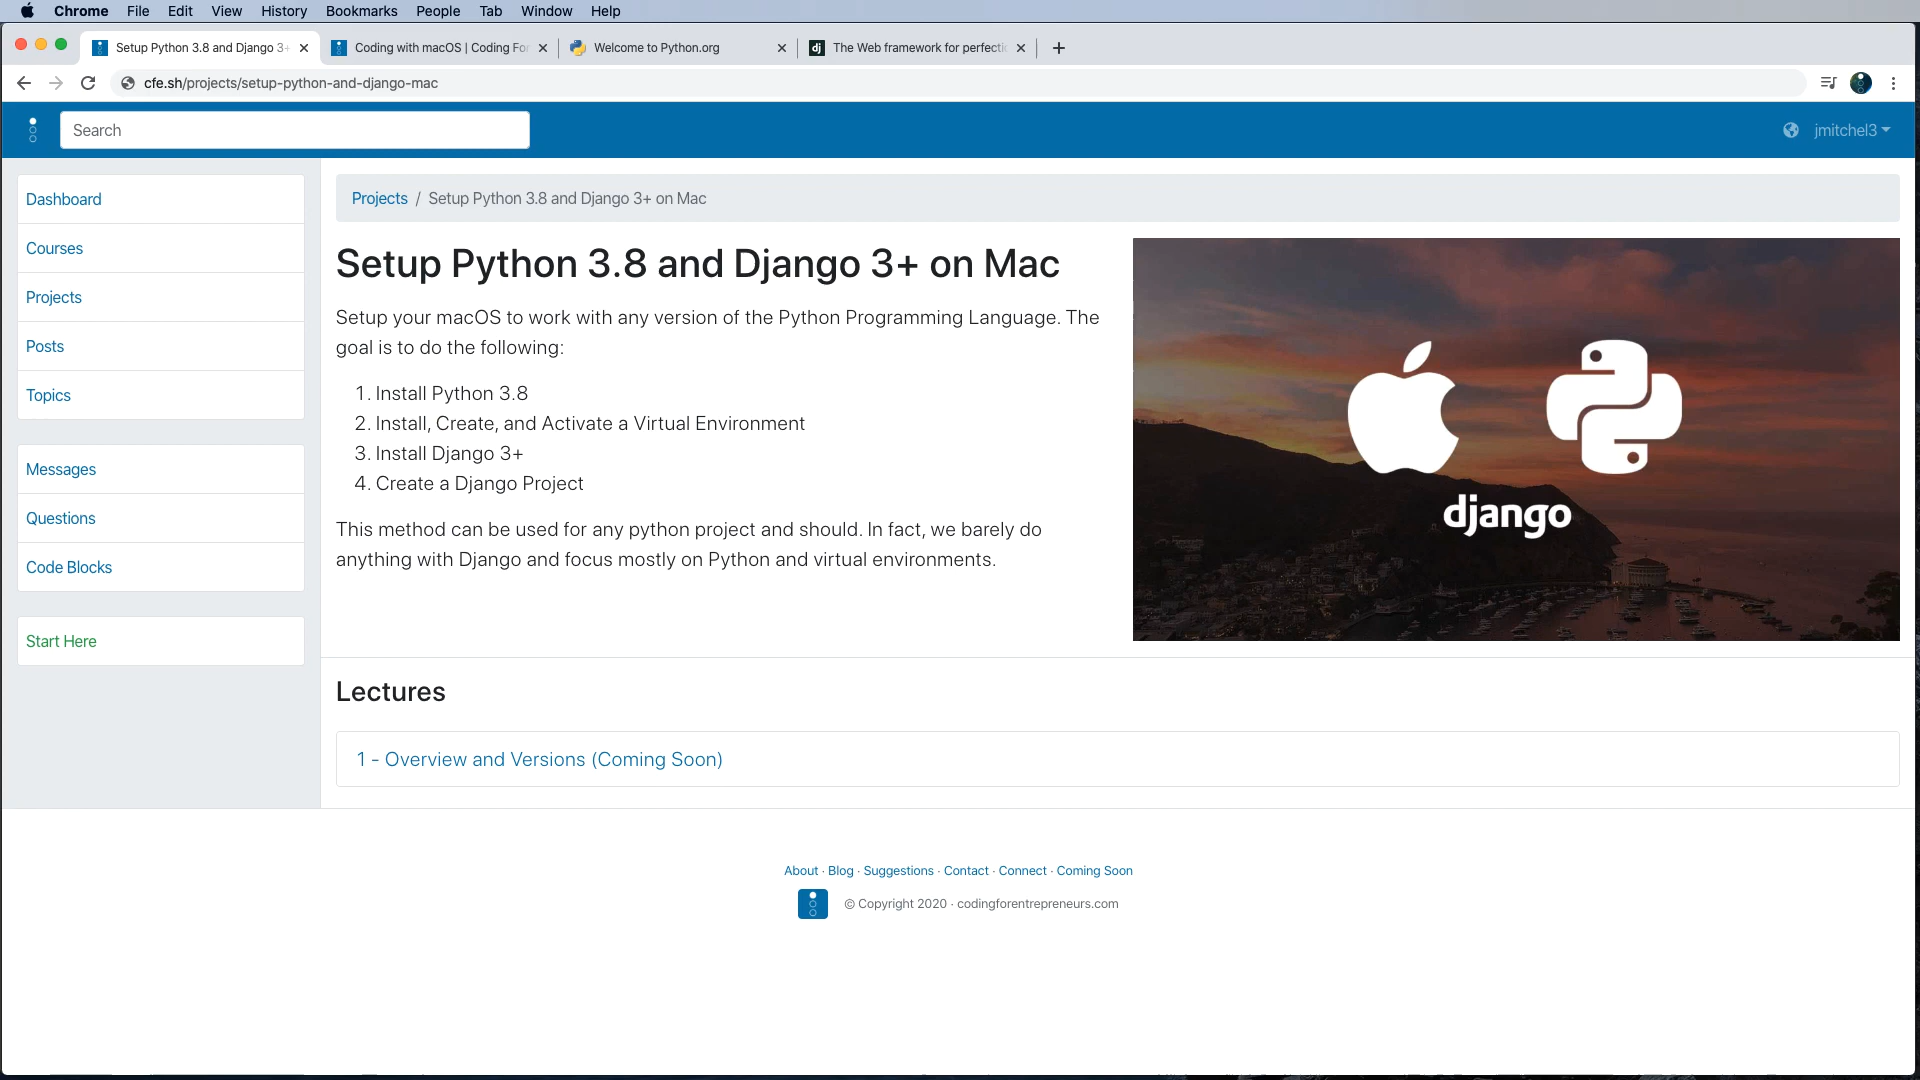 Chrome File Edit View History Bookmarks People Tab Window Help
Setup Python 3.8 and Django 3+
Coding with macOS | Coding For
Welcome to Python.org
The Web framework for perfectio
cfe.sh/projects/setup-python-and-django-mac
Search
jmitchel3
Dashboard
Courses
Projects
Posts
Topics
Messages
Questions
Code Blocks
Start Here
Projects / Setup Python 3.8 and Django 3+ on Mac
Setup Python 3.8 and Django 3+ on Mac
Setup your macOS to work with any version of the Python Programming Language. The
goal is to do the following:
1. Install Python 3.8
2. Install, Create, and Activate a Virtual Environment
3. Install Django 3+
4. Create a Django Project
This method can be used for any python project and should. In fact, we barely do
anything with Django and focus mostly on Python and virtual environments.
django
Lectures
1 - Overview and Versions (Coming Soon)
About · Blog · Suggestions · Contact · Connect · Coming Soon
© Copyright 2020 · codingforentrepreneurs.com